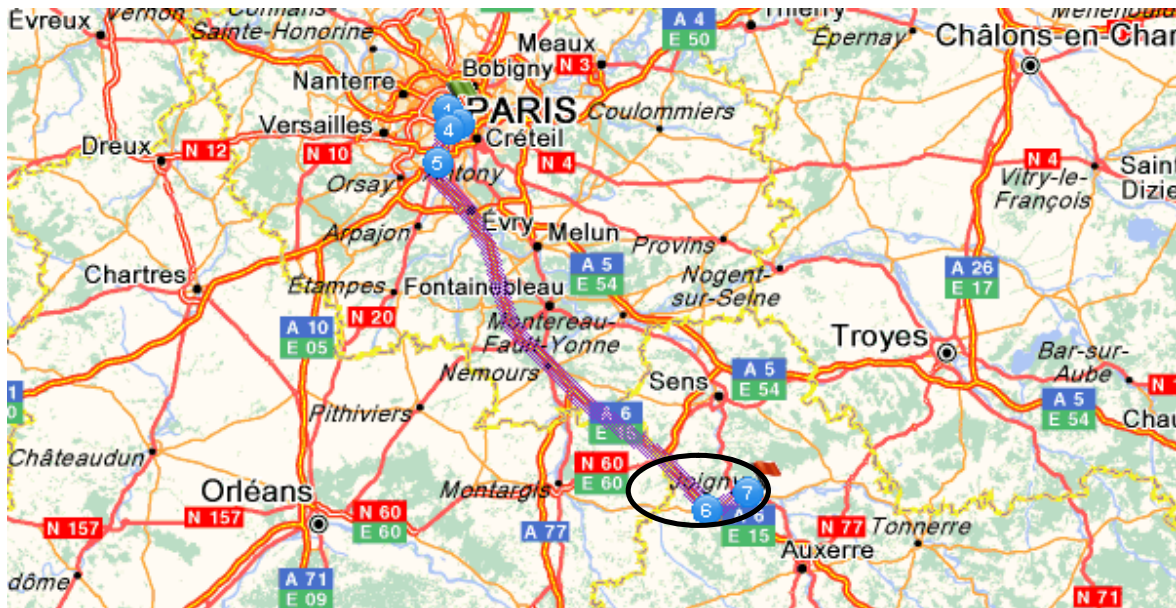 Évreux
Vernon
Sainte-Honorine
A 4
E 50
Thierry
Épernay
Châlons-en-Char
Meaux
N 3
Nanterre
Bobigny
PARIS
Coulommiers
4
Versailles
Créteil
Dreux
N 12
N 10
N 4
N 4
5
Orsay
Vitry-le-
François
Dizie
Évry
Arpajon
Melun
Provins
A 5
E 54
Nogent-
sur-Seine
A 26
E 17
Chartres
Étampes
Fontainebleau
N 20
Montereau-
Fault-Yonne
A 10
E 05
Troyes
Bar-sur-
Aube
Nemours
Sens
A 5
E 54
A 5
E 54
Pithiviers
A 6
Châteaudun
N 60
E 60
Joigny
Montargis
7
6
Orléans
N 157
N 157
N 60
E 60
A 77
A 6
E 15
N 77
Tonnerre
Auxerre
dôme
A 71
E 09
N 71